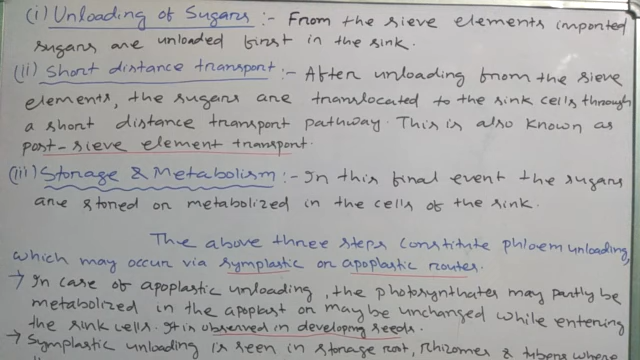 (i) Unloading of Sugars :- From the sieve elements imported
sugars are unloaded first in the sink.
(ii) Short distance transport :- After unloading from the sieve
elements, the sugars are translocated to the sink cells through
a short distance transport pathway. This is also known as
post-sieve element transport.
(iii) Storage & Metabolism :- In this final event the sugars
are stored or metabolized in the cells of the sink.
The above three steps constitute phloem unloading,
which may occur via symplastic or apoplastic routes.
→ In case of apoplastic unloading, the photosynthates may partly be
metabolized in the apoplast or may be unchanged while entering
the sink cells. It is observed in developing seeds.
→ Symplastic unloading is seen in storage root, rhizomes & tubers where